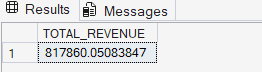 Results Messages
TOTAL_REVENUE
1 817860.05083847